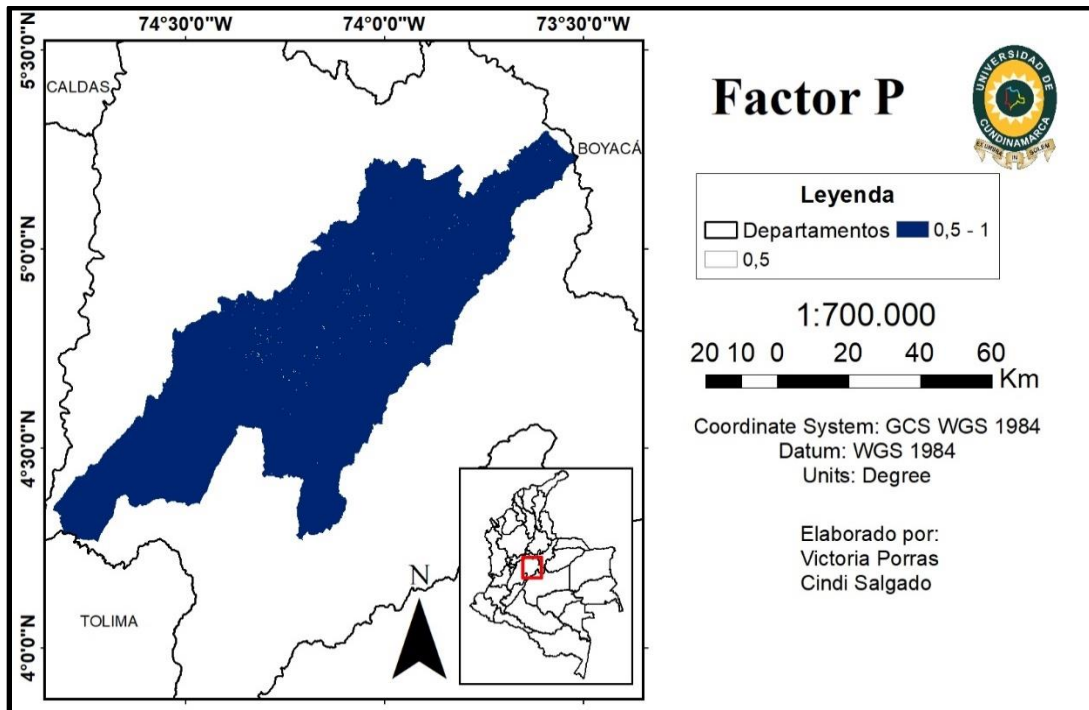 74°30'0"W 74°0'0"W 73°30'0"W
5°30'0"N
5°0'0"N
4°30'0"N
4°0'0"N
CALDAS
BOYACÁ
TOLIMA
N
Factor P
UNIVERSIDAD DE
CUNDINAMARCA
Leyenda
Departamentos 0,5 - 1
0,5
1:700.000
20 10 0 20 40 60
Km
Coordinate System: GCS WGS 1984
Datum: WGS 1984
Units: Degree
Elaborado por:
Victoria Porras
Cindi Salgado